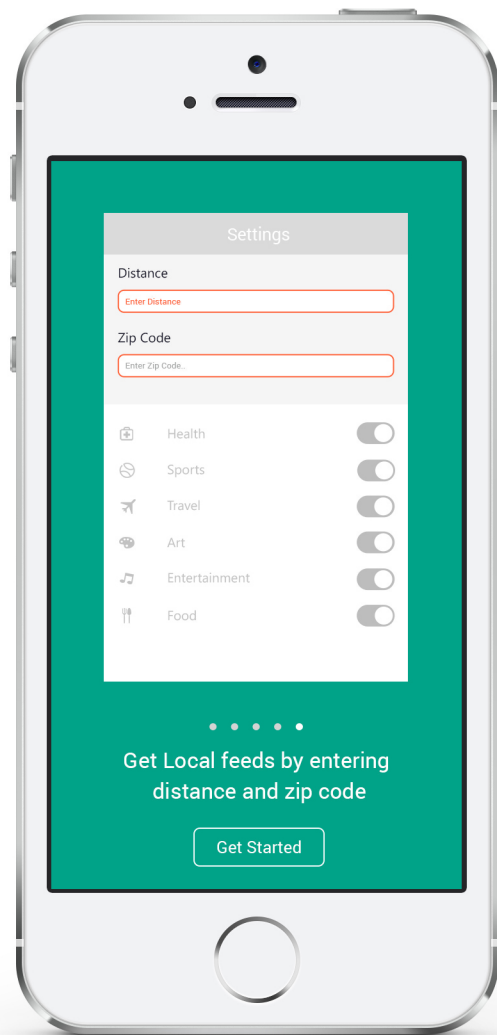 Settings
Distance
Enter Distance
Zip Code
Enter Zip Code..
Health
Sports
Travel
Art
Entertainment
Food
Get Local feeds by entering
distance and zip code
Get Started